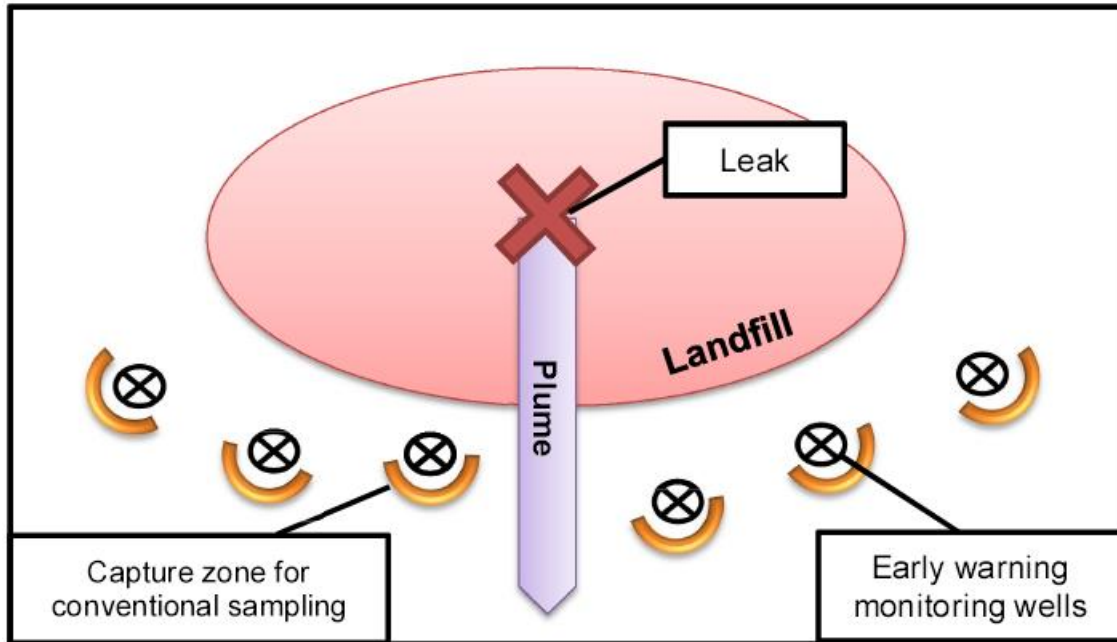 Leak
Landfill
Plume
Capture zone for
conventional sampling
Early warning
monitoring wells